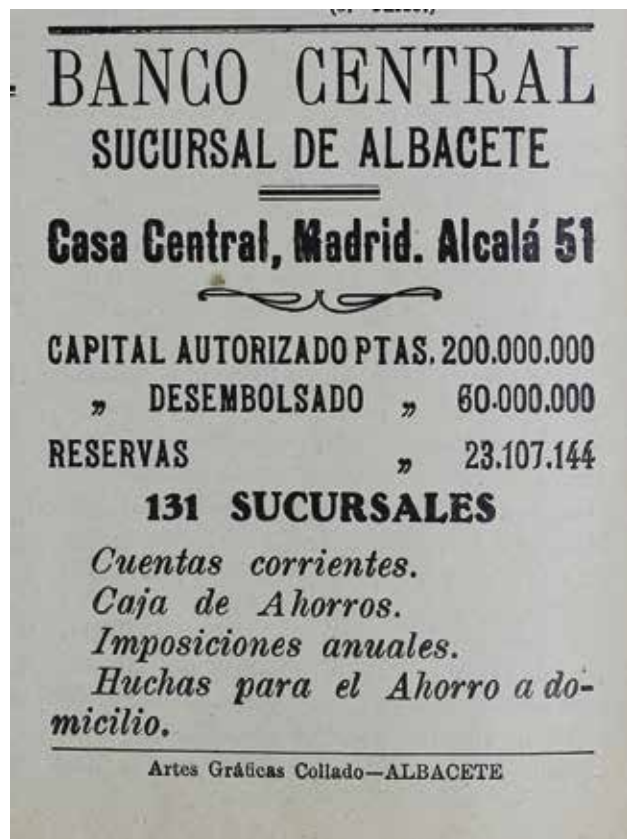 BANCO CENTRAL
SUCURSAL DE ALBACETE
Casa Central, Madrid. Alcalá 51
CAPITAL AUTORIZADO PTAS. 200.000.000
„ DESEMBOLSADO „ 60.000.000
RESERVAS „ 23.107.144
131 SUCURSALES
Cuentas corrientes.
Caja de Ahorros.
Imposiciones anuales.
Huchas para el Ahorro a do-
micilio.
Artes Gráficas Collado—ALBACETE